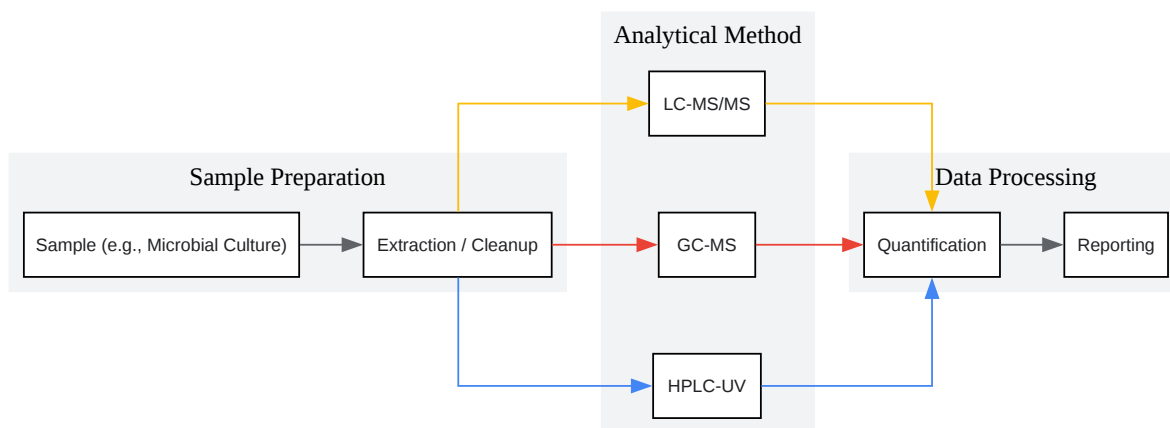 Analytical Method
LC-MS/MS
Sample Preparation
Data Processing
Sample (e.g., Microbial Culture)
Extraction / Cleanup
GC-MS
Quantification
Reporting
HPLC-UV